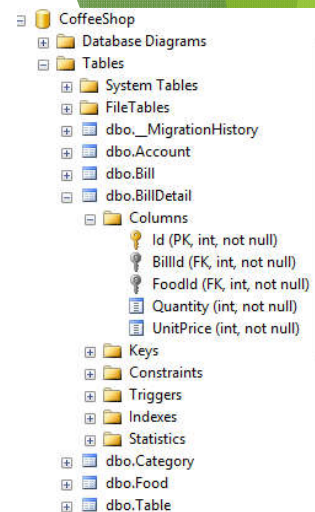 CoffeeShop
Database Diagrams
Tables
System Tables
FileTables
dbo.__MigrationHistory
dbo.Account
dbo.Bill
dbo.BillDetail
Columns
Id (PK, int, not null)
BillId (FK, int, not null)
FoodId (FK, int, not null)
Quantity (int, not null)
UnitPrice (int, not null)
Keys
Constraints
Triggers
Indexes
Statistics
dbo.Category
dbo.Food
dbo.Table